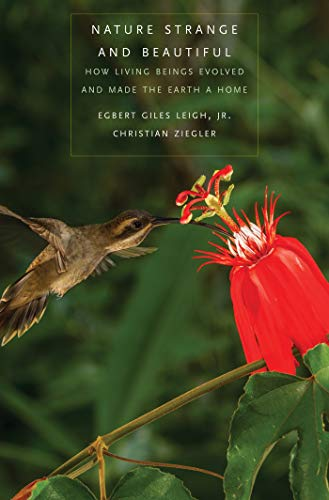 NATURE STRANGE
AND BEAUTIFUL
HOW LIVING BEINGS EVOLVED
AND MADE THE EARTH A HOME
EGBERT GILES LEIGH, JR.
CHRISTIAN ZIEGLER